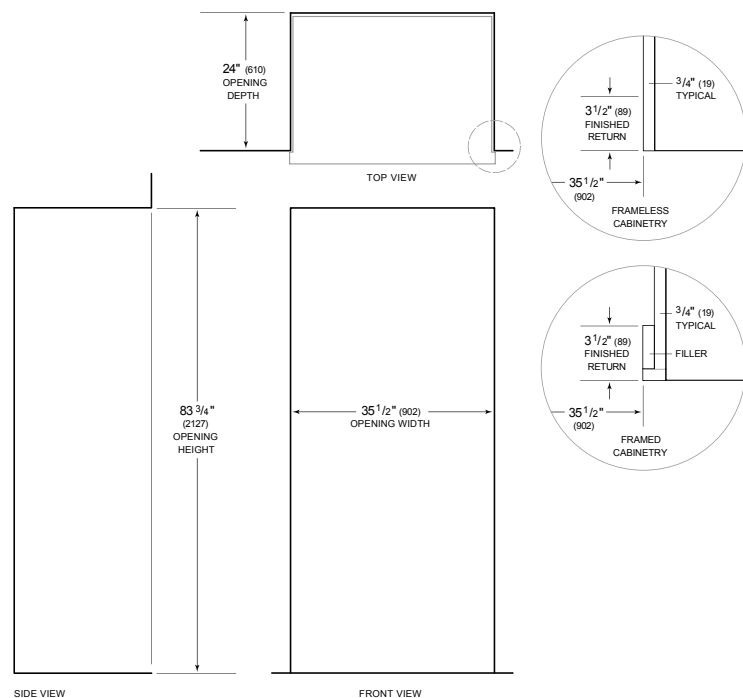 24" (610)
OPENING
DEPTH
TOP VIEW
3/4" (19)
TYPICAL
3 1/2" (89)
FINISHED
RETURN
35 1/2"
(902)
FRAMELESS
CABINETRY
3/4" (19)
TYPICAL
3 1/2" (89)
FINISHED
RETURN
FILLER
35 1/2"
(902)
FRAMED
CABINETRY
83 3/4"
(2127)
OPENING
HEIGHT
35 1/2" (902)
OPENING WIDTH
SIDE VIEW
FRONT VIEW